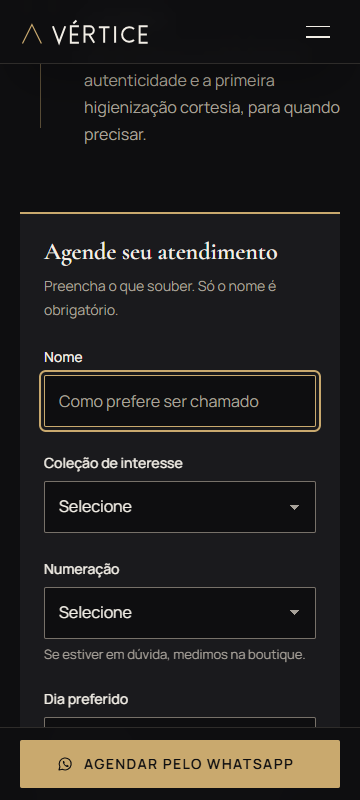 VÉRTICE
autenticidade e a primeira
higienização cortesia, para quando
precisar.
Agende seu atendimento
Preencha o que souber. Só o nome é
obrigatório.
Nome
Como prefere ser chamado
Coleção de interesse
Selecione
Numeração
Selecione
Se estiver em dúvida, medimos na boutique.
Dia preferido
AGENDAR PELO WHATSAPP